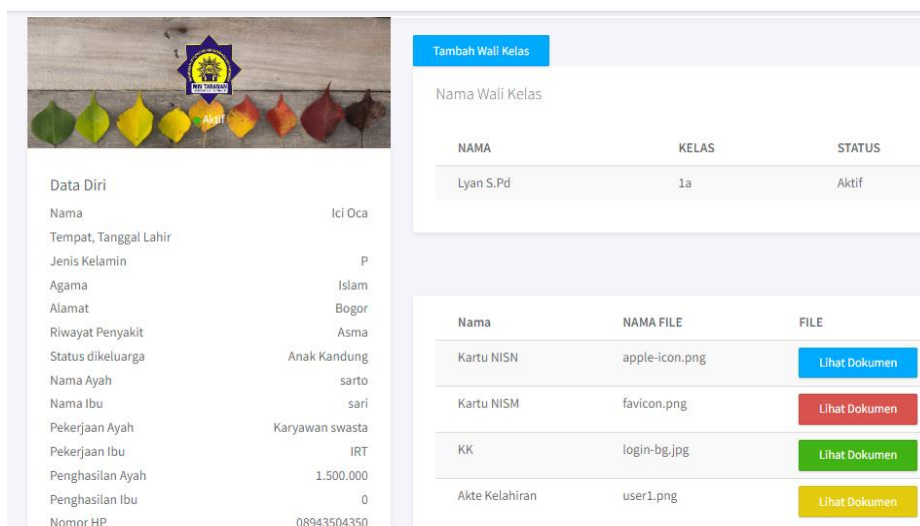 MIN TARAMAN
Aktif
Data Diri
Nama Ici Oca
Tempat, Tanggal Lahir
Jenis Kelamin P
Agama Islam
Alamat Bogor
Riwayat Penyakit Asma
Status dikeluarga Anak Kandung
Nama Ayah sarto
Nama Ibu sari
Pekerjaan Ayah Karyawan swasta
Pekerjaan Ibu IRT
Penghasilan Ayah 1.500.000
Penghasilan Ibu 0
Nomor HP 08943504350
Tambah Wali Kelas
Nama Wali Kelas
NAMA KELAS STATUS
Lyan S.Pd 1a Aktif
Nama NAMA FILE FILE
Kartu NISN apple-icon.png Lihat Dokumen
Kartu NISM favicon.png Lihat Dokumen
KK login-bg.jpg Lihat Dokumen
Akte Kelahiran user1.png Lihat Dokumen